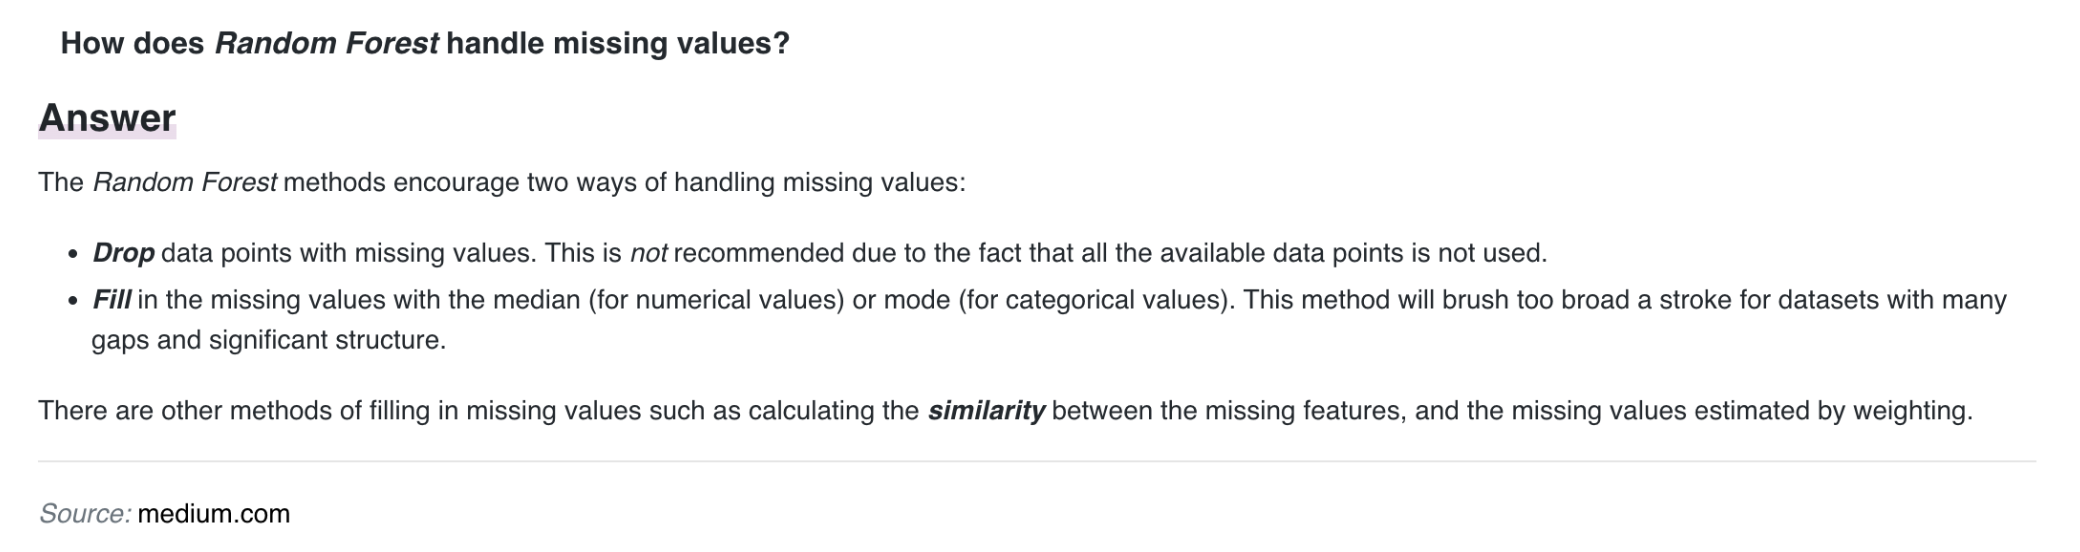 How does Random Forest handle missing values?
Answer
The Random Forest methods encourage two ways of handling missing values:
• Drop data points with missing values. This is not recommended due to the fact that all the available data points is not used.
• Fill in the missing values with the median (for numerical values) or mode (for categorical values). This method will brush too broad a stroke for datasets with many
gaps and significant structure.
There are other methods of filling in missing values such as calculating the similarity between the missing features, and the missing values estimated by weighting.
Source: medium.com